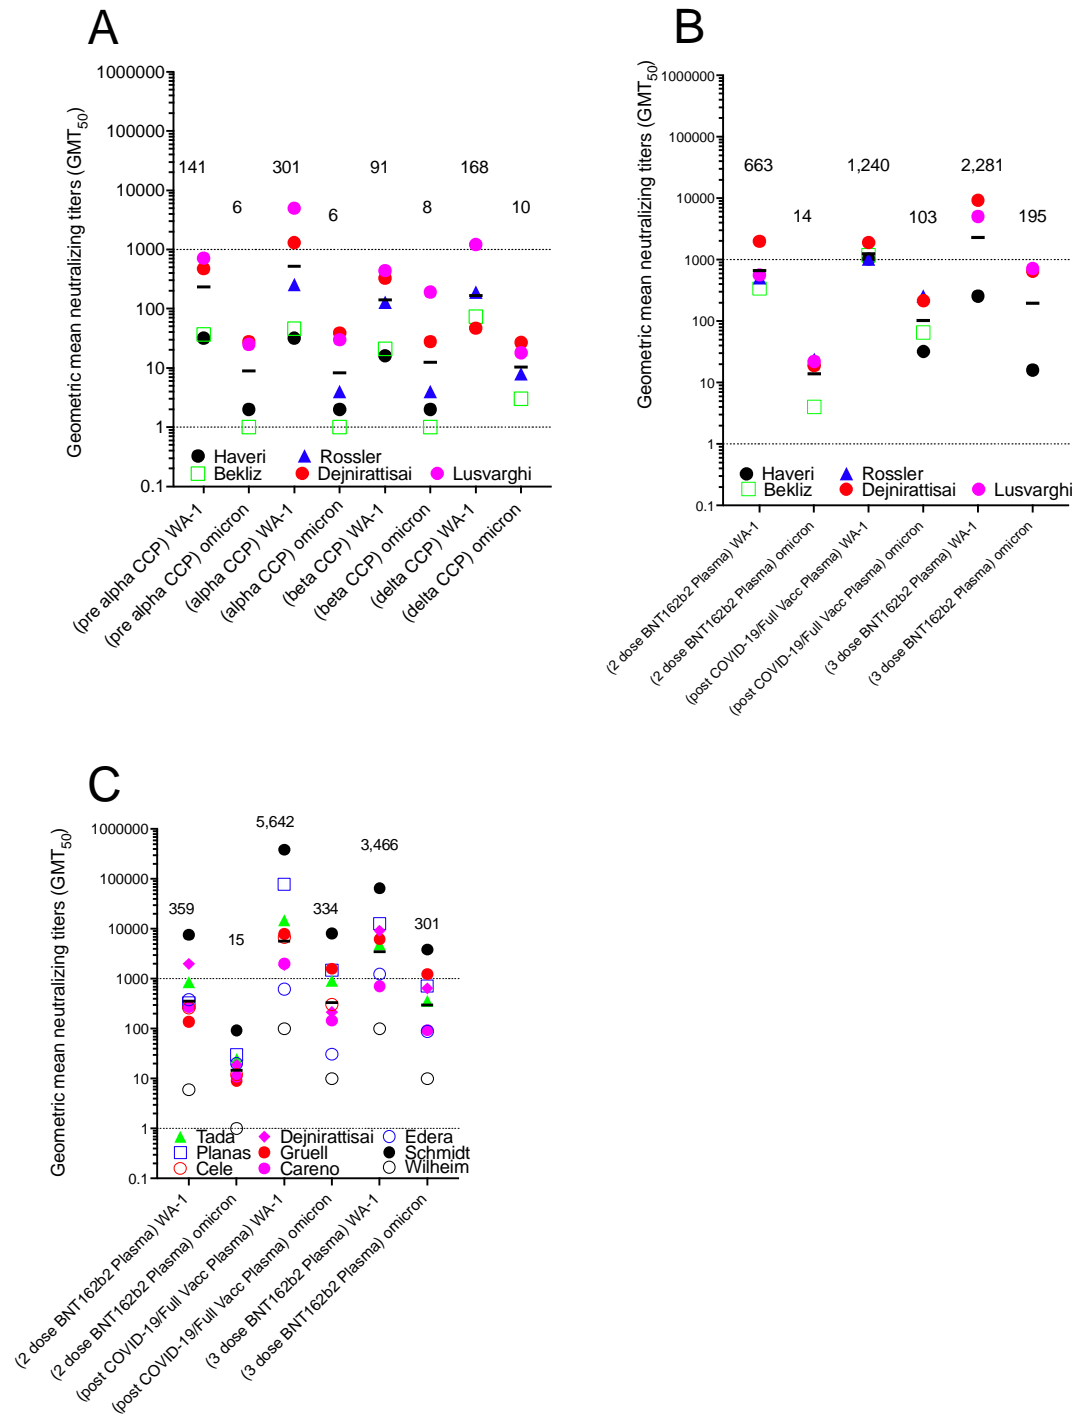 A
Geometric mean neutralizing titers (GMT50)
1000000
100000
10000
1000
100
10
1
0.1
141
6
301
6
91
8
168
10
Haveri
Rossler
Bekliz
Dejnirattisai
Lusvarghi
(pre alpha CCP) WA-1
(pre alpha CCP) omicron
(alpha CCP) WA-1
(alpha CCP) omicron
(beta CCP) WA-1
(beta CCP) omicron
(delta CCP) WA-1
(delta CCP) omicron
B
Geometric mean neutralizing titers (GMT50)
1000000
100000
10000
1000
100
10
1
0.1
663
14
1,240
103
2,281
195
Haveri
Rossler
Bekliz
Dejnirattisai
Lusvarghi
(2 dose BNT162b2 Plasma) WA-1
(2 dose BNT162b2 Plasma) omicron
(post COVID-19/Full Vacc Plasma) WA-1
(post COVID-19/Full Vacc Plasma) omicron
(3 dose BNT162b2 Plasma) WA-1
(3 dose BNT162b2 Plasma) omicron
C
Geometric mean neutralizing titers (GMT50)
1000000
100000
10000
1000
100
10
1
0.1
359
15
5,642
334
3,466
301
Tada
Dejnirattisai
Edera
Planas
Gruell
Schmidt
Cele
Careno
Wilheim
(2 dose BNT162b2 Plasma) WA-1
(2 dose BNT162b2 Plasma) omicron
(post COVID-19/Full Vacc Plasma) WA-1
(post COVID-19/Full Vacc Plasma) omicron
(3 dose BNT162b2 Plasma) WA-1
(3 dose BNT162b2 Plasma) omicron